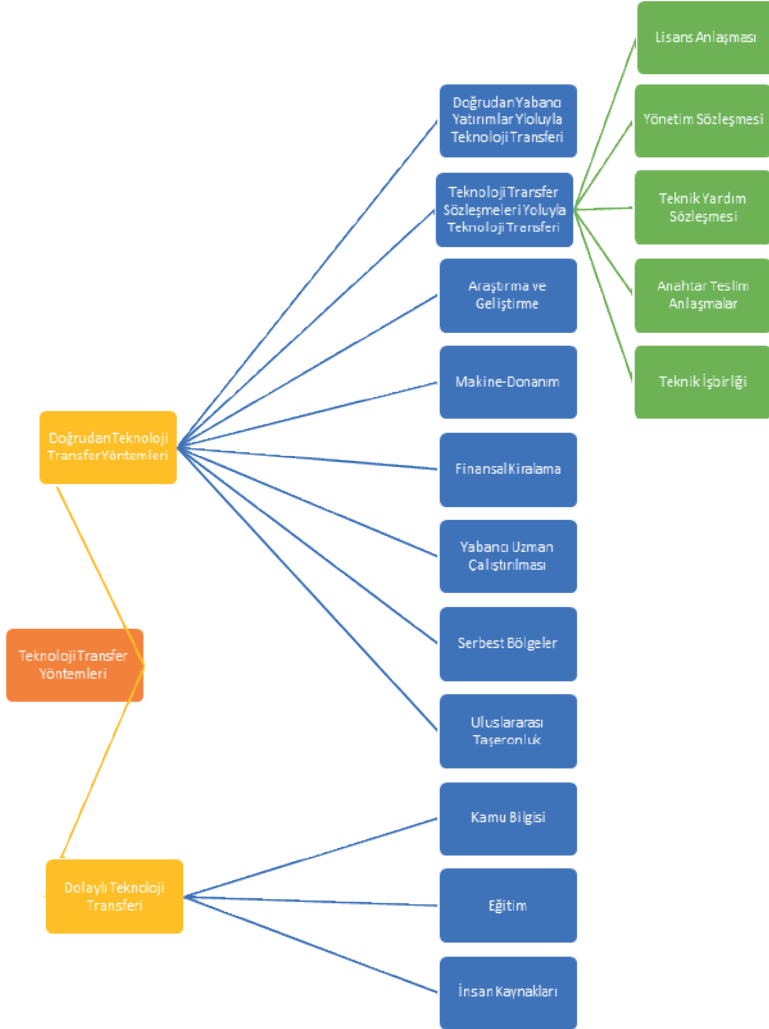 Lisans Anlaşması
Doğrudan Yabancı
Yatırımlar Yloluyla
Teknoloji Transferi
Yönetim Sözleşmesi
Teknoloji Transfer
Sözleşmeleri Yoluyla
Teknoloji Transferi
Teknik Yardım
Sözleşmesi
Araştırma ve
Geliştirme
Anahtar Teslim
Anlaşmalar
Makine-Donanım
Teknik İşbirliği
Doğrudan Teknoloji
Transfer Yöntemleri
Finansal Kiralama
Yabancı Uzman
Çalıştırılması
Serbest Bölgeler
Teknoloji Transfer
Yöntemleri
Uluslararası
Taşeronluk
Kamu Bilgisi
Dolaylı Teknoloji
Transferi
Eğitim
İnsan Kaynakları